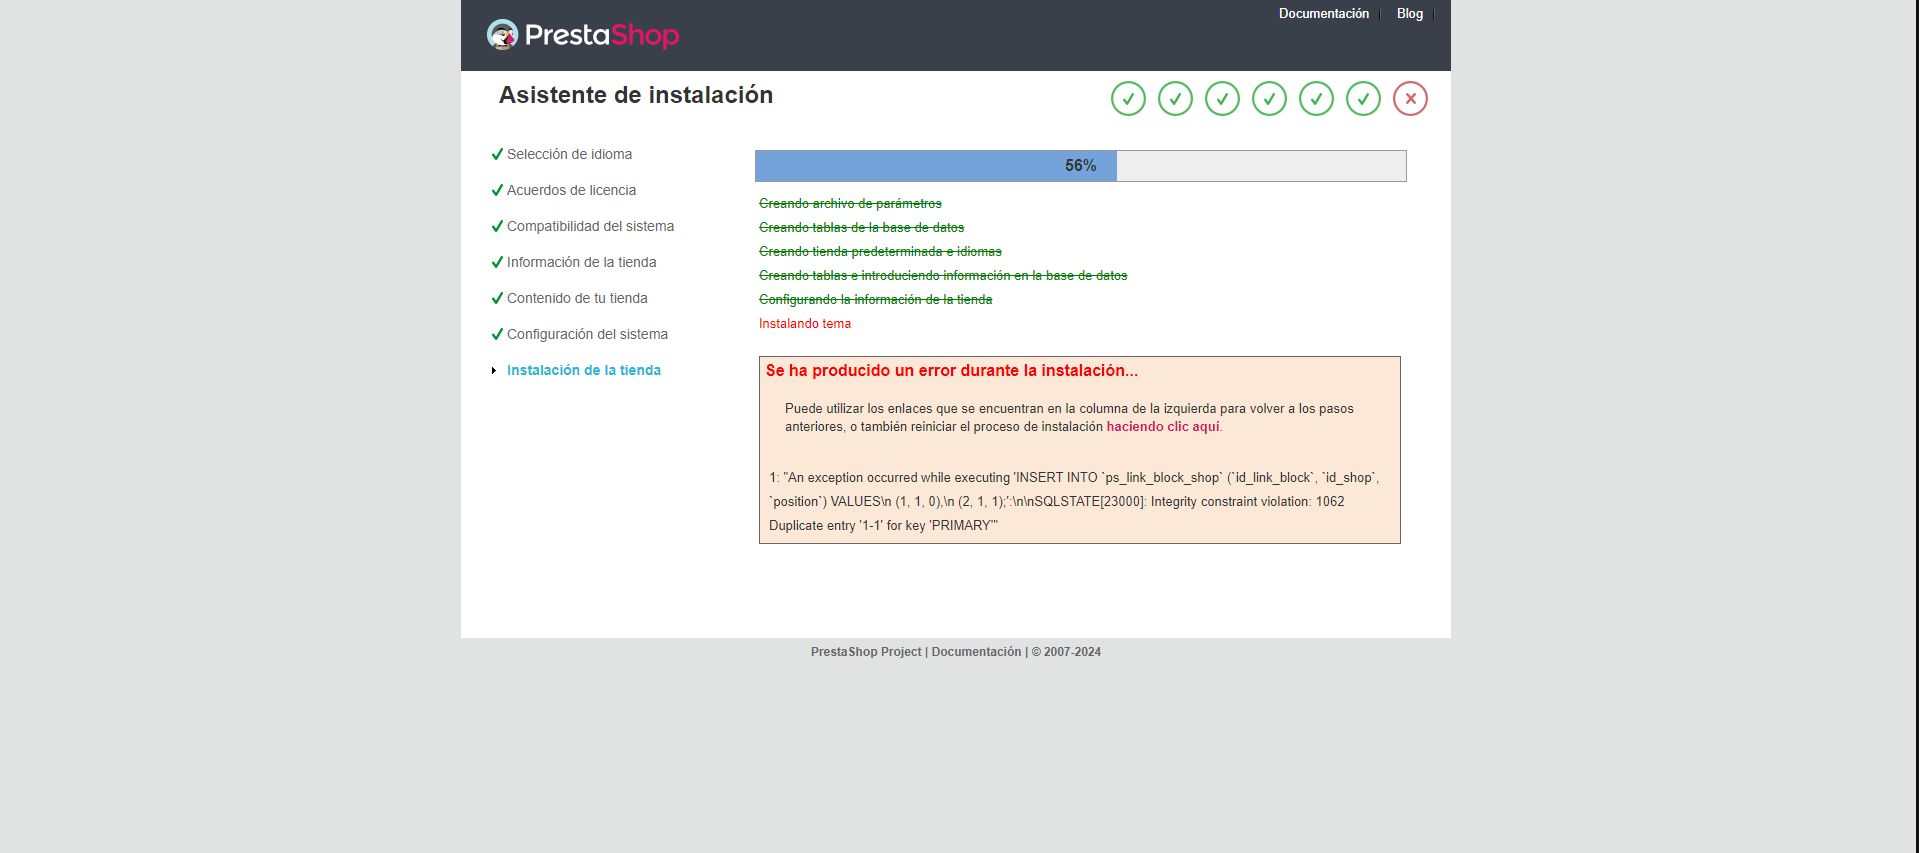 Documentación
Blog
PrestaShop
Asistente de instalación
Selección de idioma
Acuerdos de licencia
Compatibilidad del sistema
Información de la tienda
Contenido de tu tienda
Configuración del sistema
Instalación de la tienda
56%
Creando archivo de parámetros
Creando tablas de la base de datos
Creando tienda predeterminada e idiomas
Creando tablas e introduciendo información en la base de datos
Configurando la información de la tienda
Instalando tema
Se ha producido un error durante la instalación...
Puede utilizar los enlaces que se encuentran en la columna de la izquierda para volver a los pasos
anteriores, o también reiniciar el proceso de instalación haciendo clic aquí.
1: "An exception occurred while executing 'INSERT INTO `ps_link_block_shop` (`id_link_block`, `id_shop`,
`position`) VALUES\n (1, 1, 0),\n (2, 1, 1);':\n\nSQLSTATE[23000]: Integrity constraint violation: 1062
Duplicate entry '1-1' for key 'PRIMARY'"
PrestaShop Project | Documentación | © 2007-2024